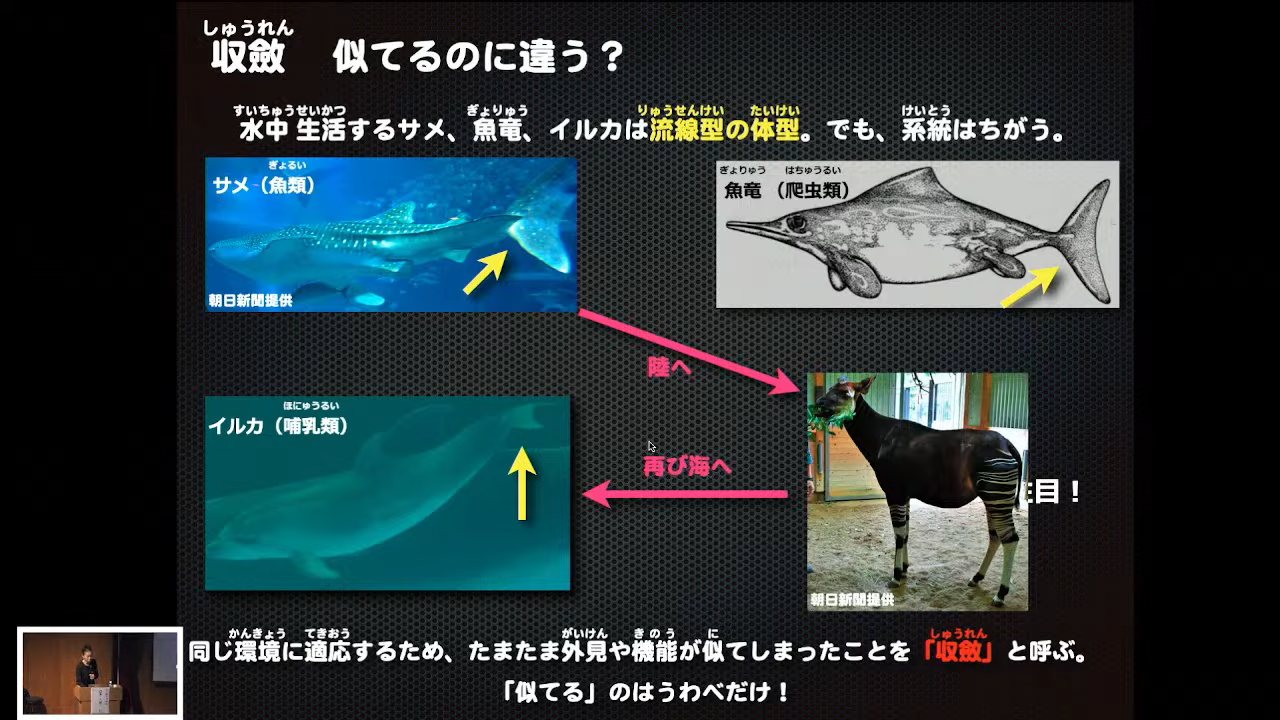 しゅうれん
収斂 似てるのに違う？
すいちゅうせいかつ ぎょりゅう りゅうせんけい たいけい けいとう
水中生活するサメ、魚竜、イルカは流線型の体型。でも、系統はちがう。
ぎょるい
サメ（魚類）
朝日新聞提供
ぎょりゅう はちゅうるい
魚竜（爬虫類）
陸へ
ほにゅうるい
イルカ（哺乳類）
再び海へ
目！
朝日新聞提供
かんきょう てきおう がいけん きのう に しゅうれん
同じ環境に適応するため、たまたま外見や機能が似てしまったことを「収斂」と呼ぶ。
「似てる」のはうわべだけ！